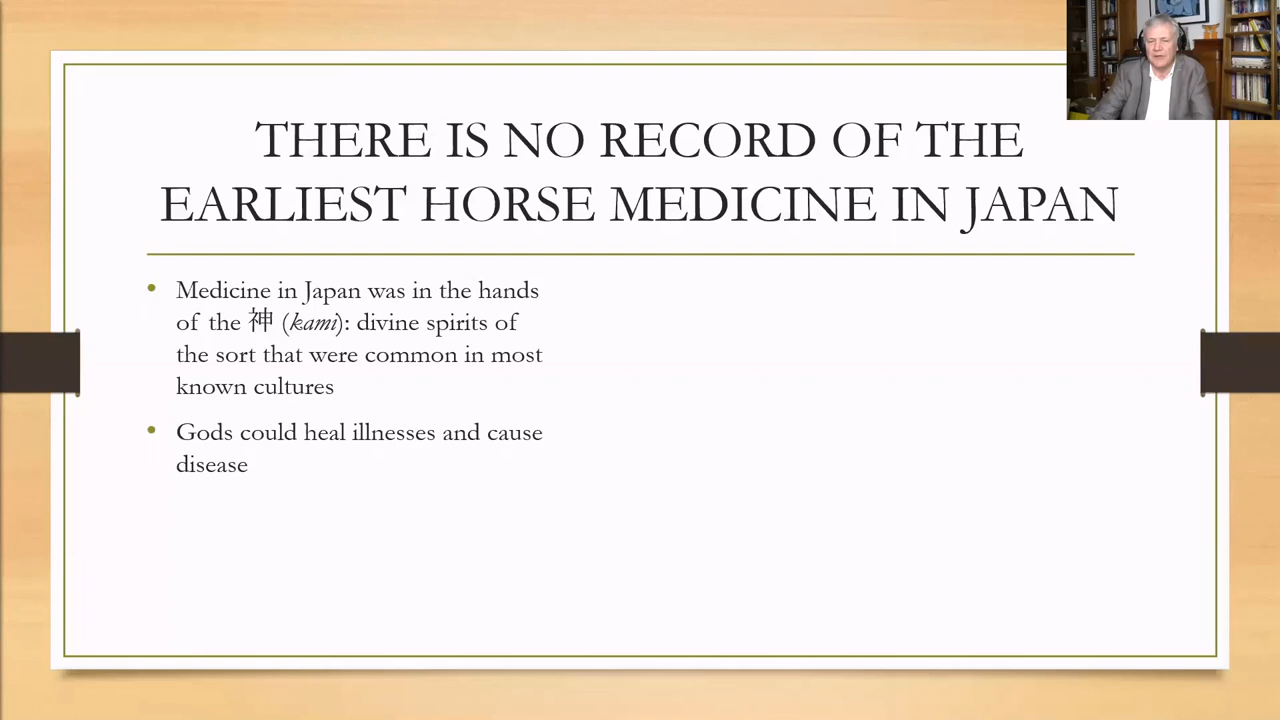 THERE IS NO RECORD OF THE
EARLIEST HORSE MEDICINE IN JAPAN
• Medicine in Japan was in the hands
of the 神 (kami): divine spirits of
the sort that were common in most
known cultures
• Gods could heal illnesses and cause
disease